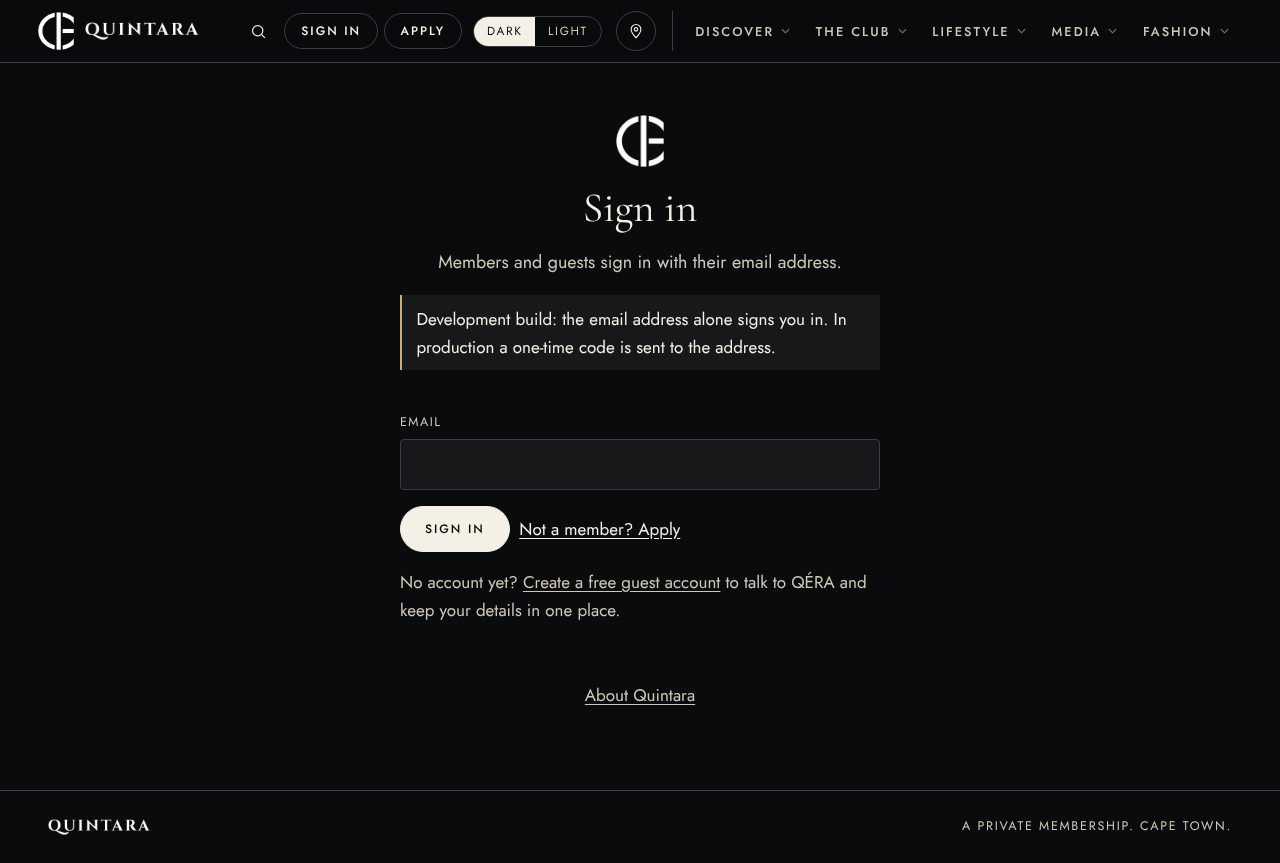 QUINTARA
SIGN IN
APPLY
DARK
LIGHT
DISCOVER
THE CLUB
LIFESTYLE
MEDIA
FASHION
Sign in
Members and guests sign in with their email address.
Development build: the email address alone signs you in. In
production a one-time code is sent to the address.
EMAIL
SIGN IN
Not a member? Apply
No account yet? Create a free guest account to talk to QÉRA and
keep your details in one place.
About Quintara
QUINTARA
A PRIVATE MEMBERSHIP. CAPE TOWN.